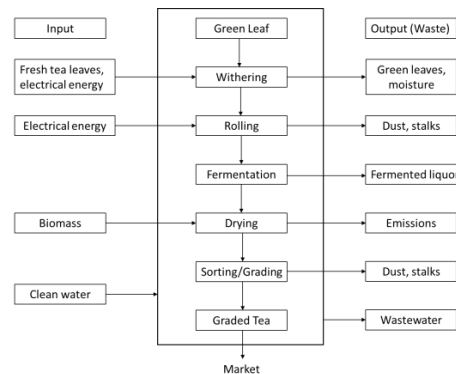 Input
Green Leaf
Output (Waste)
Fresh tea leaves,
electrical energy
Withering
Green leaves,
moisture
Electrical energy
Rolling
Dust, stalks
Fermentation
Fermented liquor
Biomass
Drying
Emissions
Sorting/Grading
Dust, stalks
Clean water
Graded Tea
Wastewater
Market